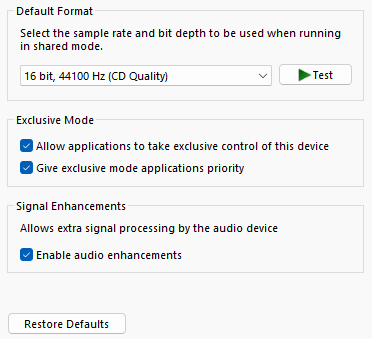 Default Format
Select the sample rate and bit depth to be used when running
in shared mode.
16 bit, 44100 Hz (CD Quality)
Test
Exclusive Mode
Allow applications to take exclusive control of this device
Give exclusive mode applications priority
Signal Enhancements
Allows extra signal processing by the audio device
Enable audio enhancements
Restore Defaults